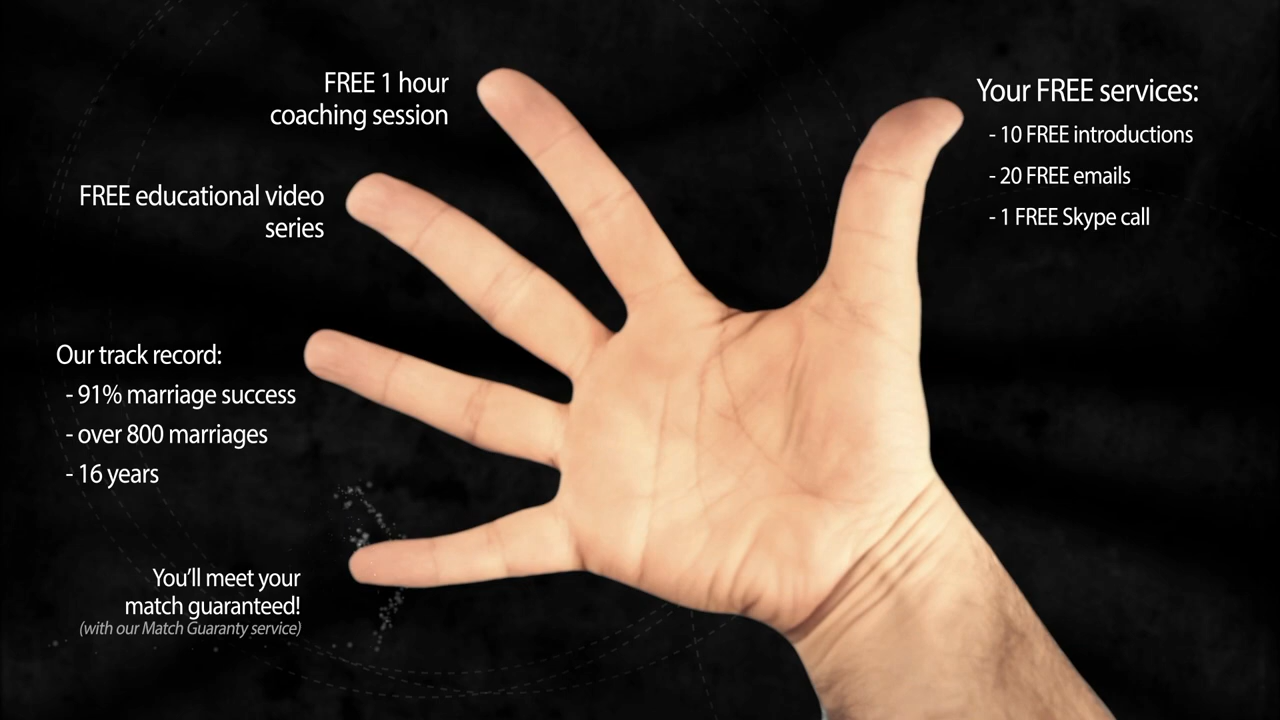 FREE 1 hour
coaching session
FREE educational video
series
Our track record:
- 91% marriage success
- over 800 marriages
- 16 years
You'll meet your
match guaranteed!
(with our Match Guaranty service)
Your FREE services:
- 10 FREE introductions
- 20 FREE emails
- 1 FREE Skype call